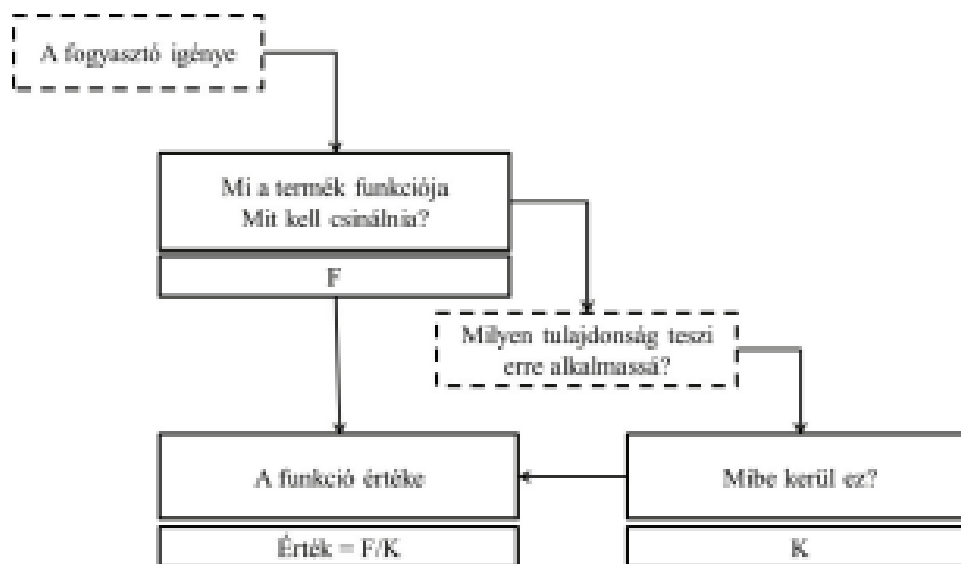 A fogyasztó igénye
Mi a termék funkciója
Mit kell csinálnia?
F
Milyen tulajdonság teszi
erre alkalmassá?
A funkció értéke
Érték = F/K
Mibe kerül ez?
K